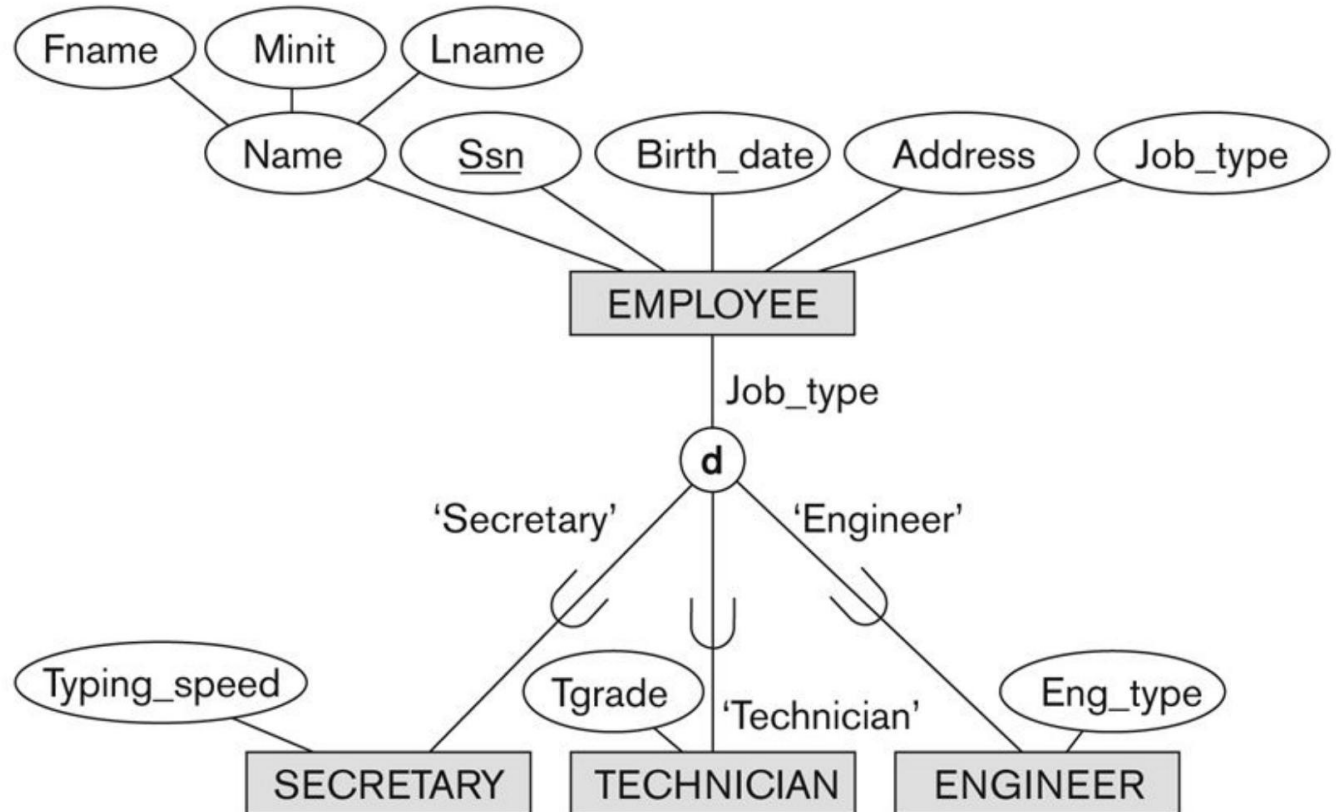 Fname Minit Lname
Name Ssn Birth_date Address Job_type
EMPLOYEE
Job_type
d
‘Secretary’ ‘Engineer’
Typing_speed Tgrade Eng_type
‘Technician’
SECRETARY TECHNICIAN ENGINEER